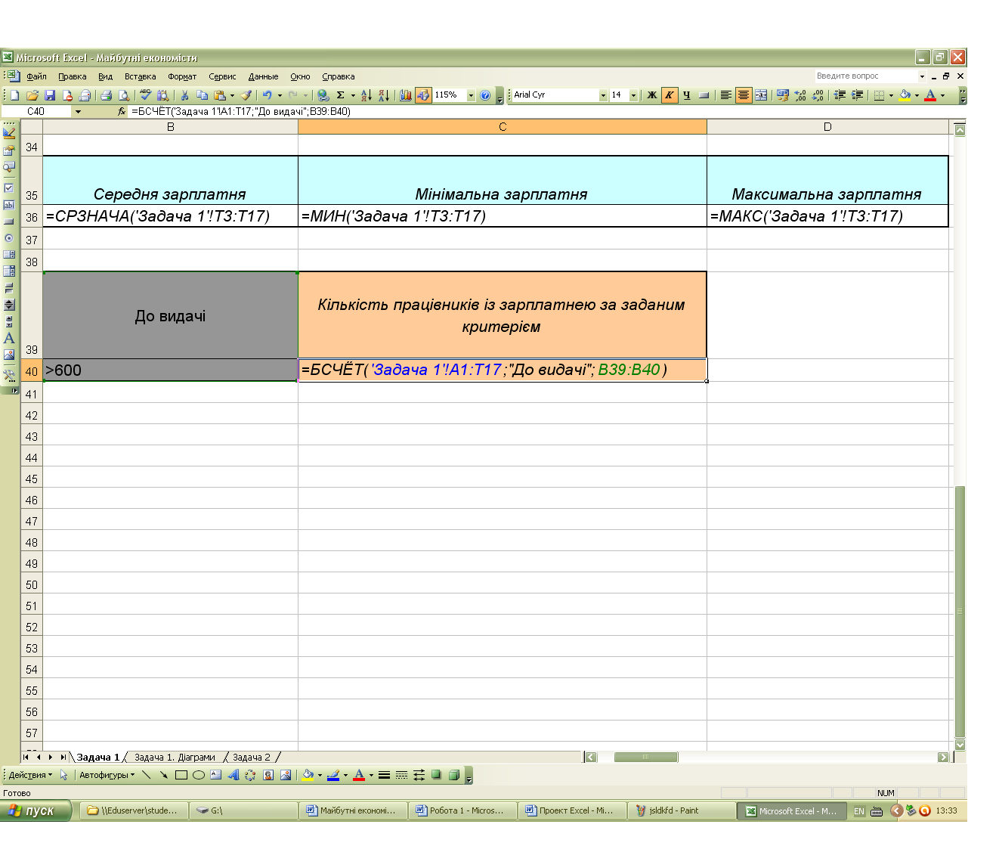 Microsoft Excel - Майбутні економісти
Файл Правка Вид Вставка Формат Сервис Данные Окно Справка Введите вопрос
115% Arial Cyr 14 Ж К Ч
C40 fx =БСЧЁТ('Задача 1'!A1:T17;"До видачі";B39:B40)
B C D
34
35 Середня зарплатня Мінімальна зарплатня Максимальна зарплатня
36 =СРЗНАЧА('Задача 1'!T3:T17) =МИН('Задача 1'!T3:T17) =МАКС('Задача 1'!T3:T17)
37
38
39 До видачі Кількість працівників із зарплатнею за заданим
критерієм
40 >600 =БСЧЁТ('Задача 1'!A1:T17;"До видачі";B39:B40)
41
42
43
44
45
46
47
48
49
50
51
52
53
54
55
56
57
Задача 1 Задача 1. Діаграми Задача 2
Действия Автофигуры
Готово NUM
пуск \\Eduserver\stude... G:\ Майбутні економі... Робота 1 - Micros... Проект Excel - Mi... jsldkfd - Paint Microsoft Excel - М... EN 13:33